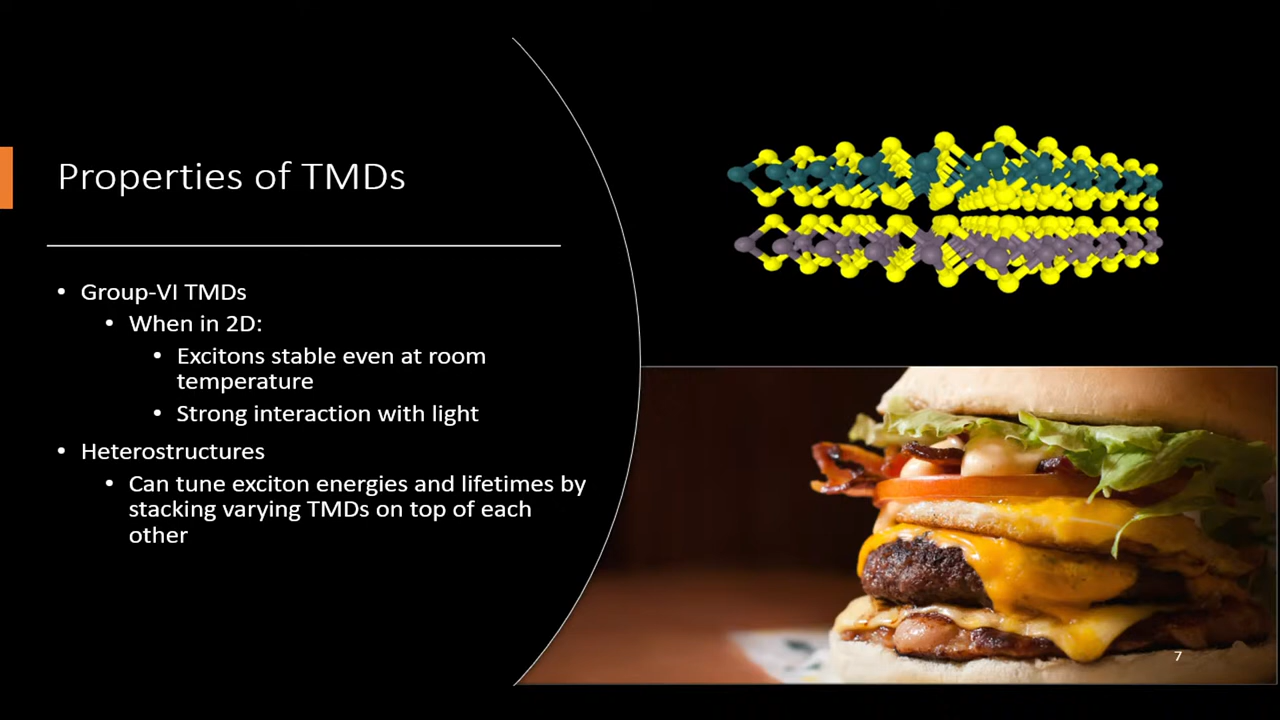 Properties of TMDs
• Group-VI TMDs
• When in 2D:
• Excitons stable even at room
temperature
• Strong interaction with light
• Heterostructures
• Can tune exciton energies and lifetimes by
stacking varying TMDs on top of each
other
7